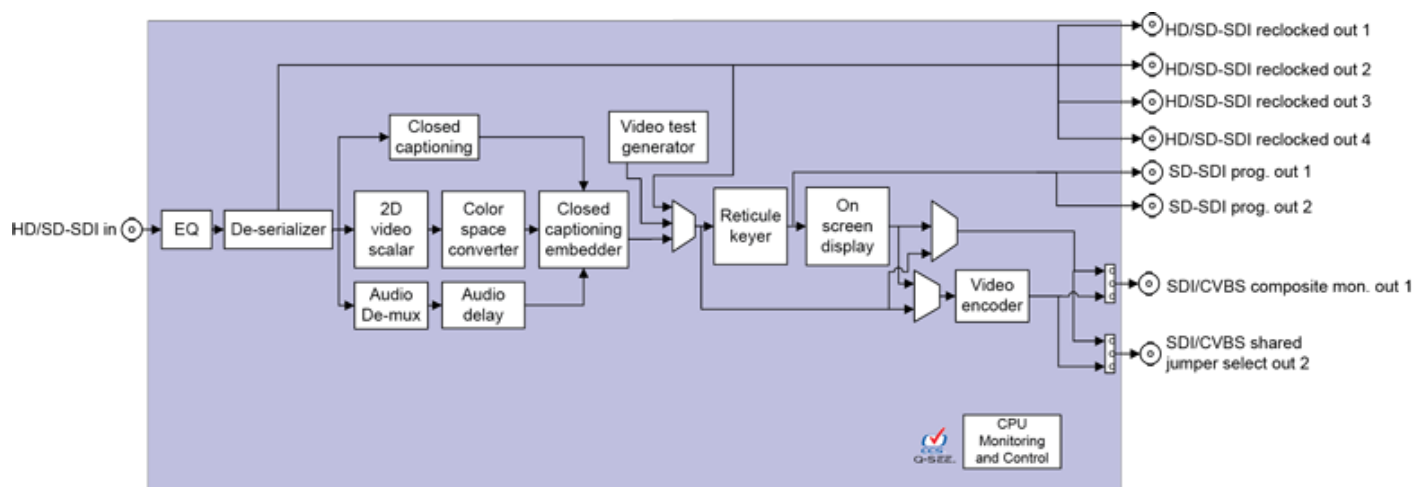 HD/SD-SDI reclocked out 1
HD/SD-SDI reclocked out 2
HD/SD-SDI reclocked out 3
HD/SD-SDI reclocked out 4
SD-SDI prog. out 1
SD-SDI prog. out 2
Closed
captioning
Video test
generator
HD/SD-SDI in
EQ
De-serializer
2D
video
scalar
Color
space
converter
Closed
captioning
embedder
Reticule
keyer
On
screen
display
Audio
De-mux
Audio
delay
Video
encoder
SDI/CVBS composite mon. out 1
SDI/CVBS shared
jumper select out 2
CCS
Q-SEE
CPU
Monitoring
and Control